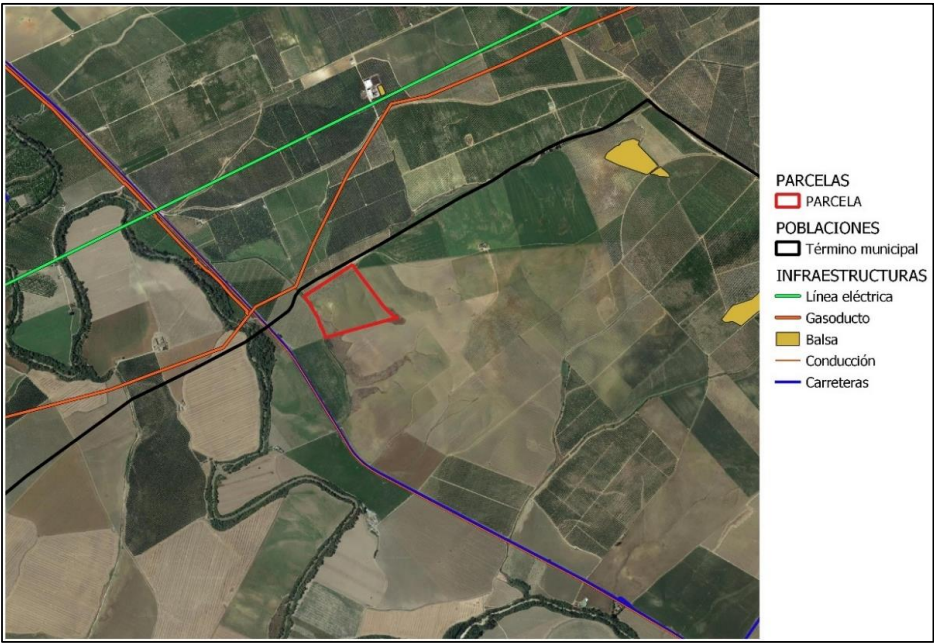 PARCELAS
PARCELA
POBLACIONES
Término municipal
INFRAESTRUCTURAS
Línea eléctrica
Gasoducto
Balsa
Conducción
Carreteras